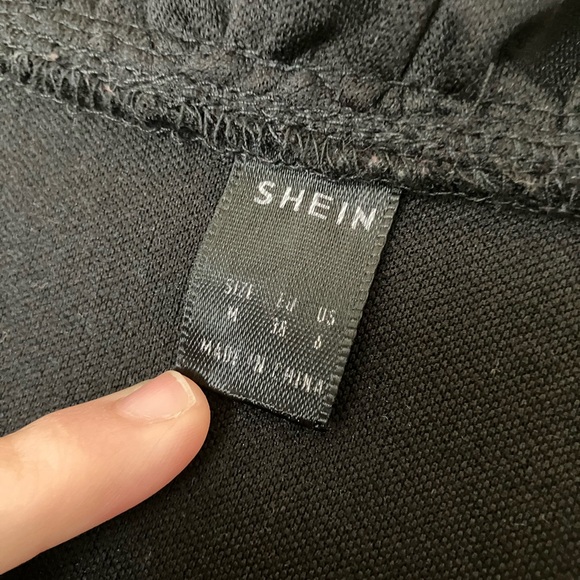 SHEIN
SIZE EU US
M 38 6
MADE IN CHINA